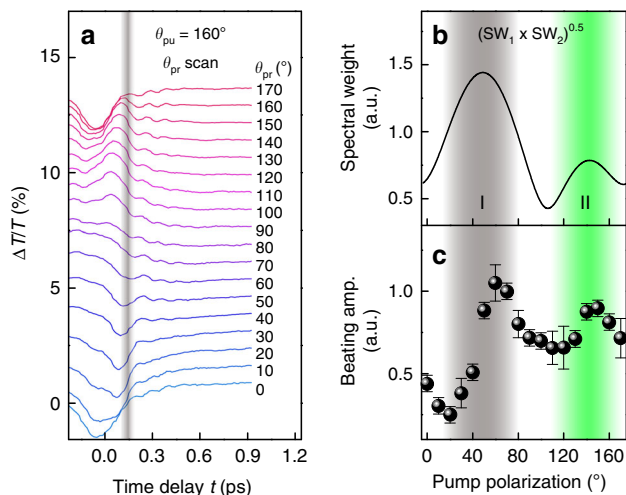 a
θpu = 160°
θpr scan
θpr (°)
170
160
150
140
130
120
110
100
90
80
70
60
50
40
30
20
10
0
15
10
5
0
ΔT/T (%)
0.0 0.3 0.6 0.9 1.2
Time delay t (ps)
b
(SW1 x SW2)^0.5
1.5
1.0
0.5
Spectral weight
(a.u.)
I
II
c
1.0
0.5
Beating amp.
(a.u.)
0 40 80 120 160
Pump polarization (°)